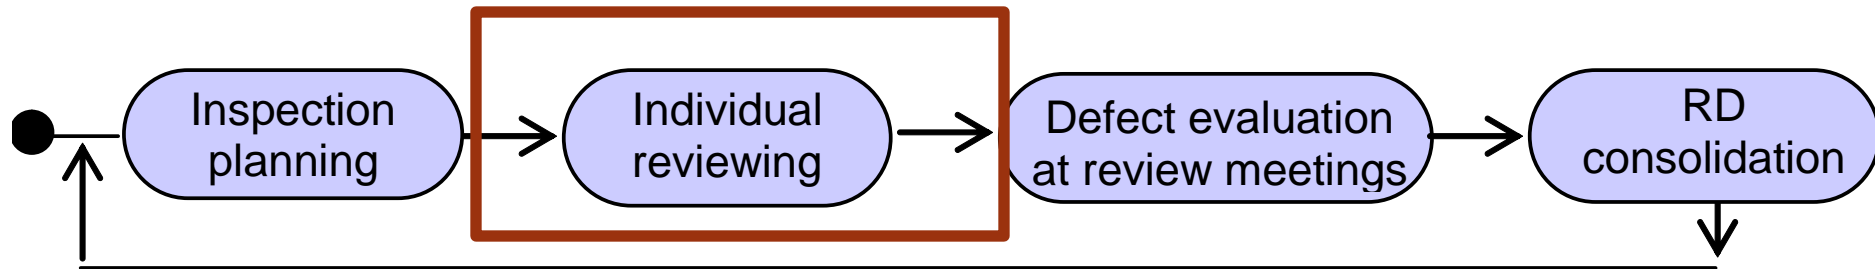 Inspection
planning
Individual
reviewing
Defect evaluation
at review meetings
RD
consolidation